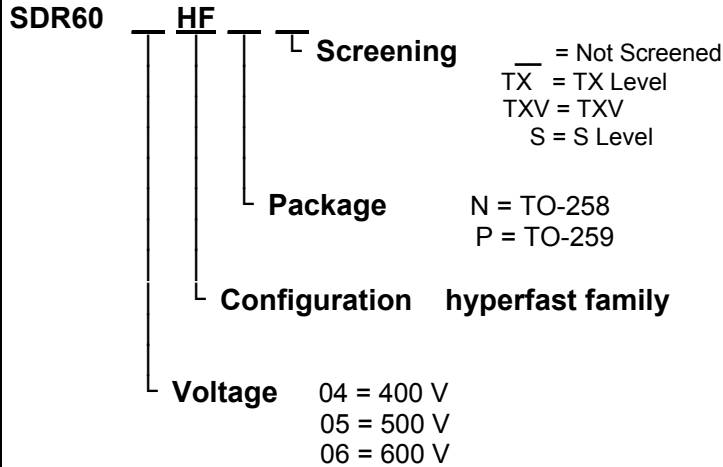 SDR60 __ HF __ __
Screening __ = Not Screened
TX = TX Level
TXV = TXV
S = S Level
Package N = TO-258
P = TO-259
Configuration hyperfast family
Voltage 04 = 400 V
05 = 500 V
06 = 600 V